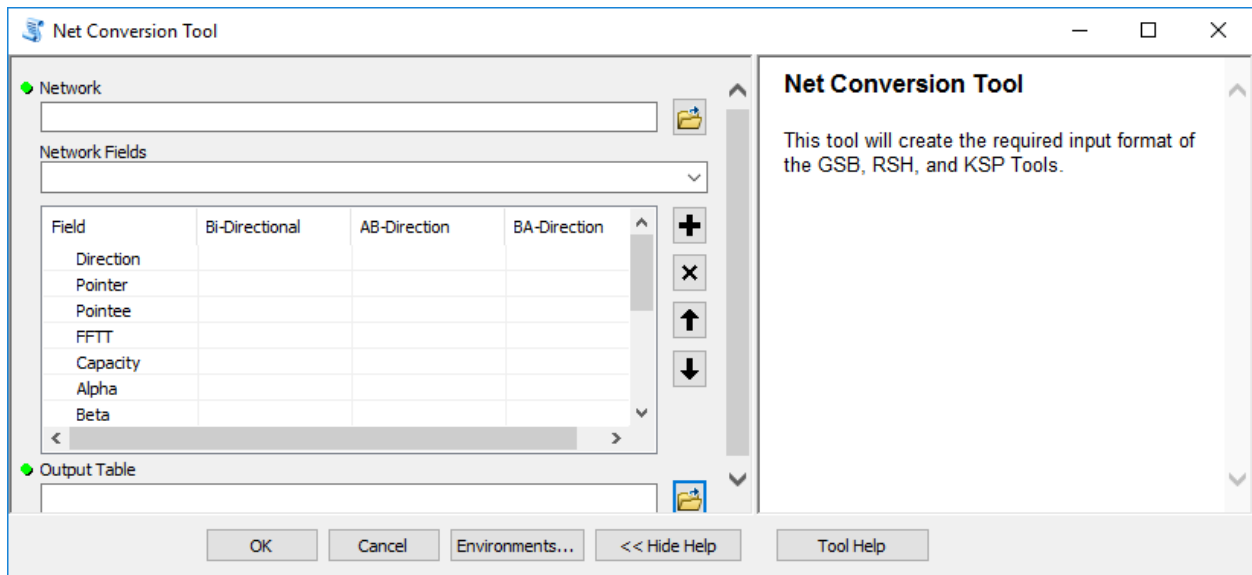 Net Conversion Tool
Network
Network Fields
Field Bi-Directional AB-Direction BA-Direction
Direction
Pointer
Pointee
FFTT
Capacity
Alpha
Beta
Output Table
Net Conversion Tool
This tool will create the required input format of
the GSB, RSH, and KSP Tools.
OK Cancel Environments... << Hide Help Tool Help